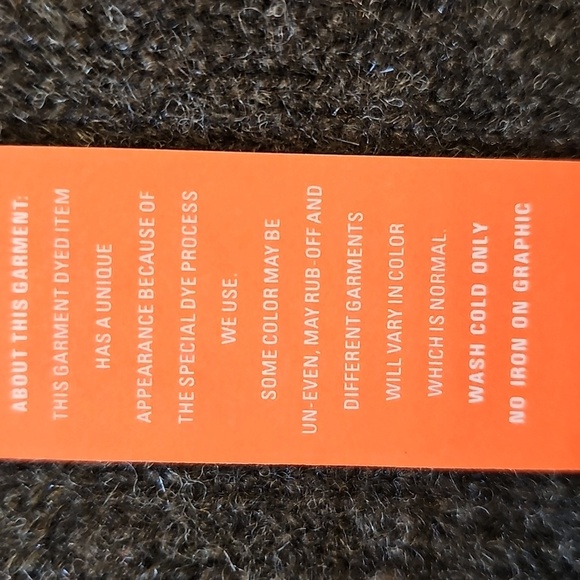 ABOUT THIS GARMENT:
THIS GARMENT DYED ITEM
HAS A UNIQUE
APPEARANCE BECAUSE OF
THE SPECIAL DYE PROCESS
WE USE.
SOME COLOR MAY BE
UN-EVEN, MAY RUB-OFF AND
DIFFERENT GARMENTS
WILL VARY IN COLOR
WHICH IS NORMAL.
WASH COLD ONLY
NO IRON ON GRAPHIC